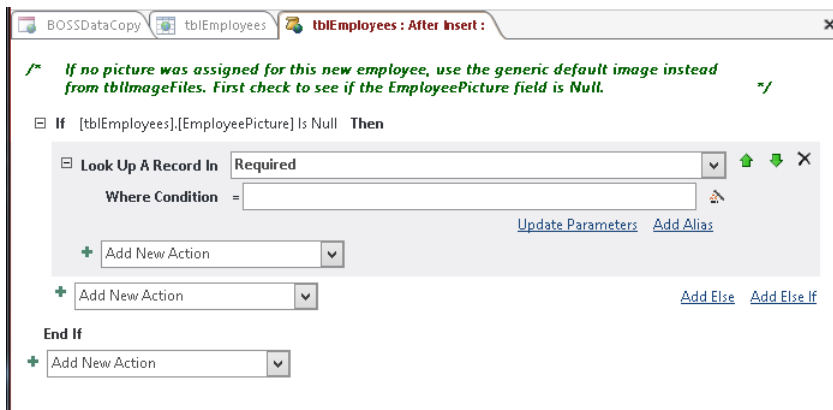 BOSSDataCopy tblEmployees tblEmployees : After Insert :
/* If no picture was assigned for this new employee, use the generic default image instead
from tblImageFiles. First check to see if the EmployeePicture field is Null. */
If [tblEmployees].[EmployeePicture] Is Null Then
Look Up A Record In Required
Where Condition =
Update Parameters Add Alias
Add New Action
Add New Action Add Else Add Else If
End If
Add New Action